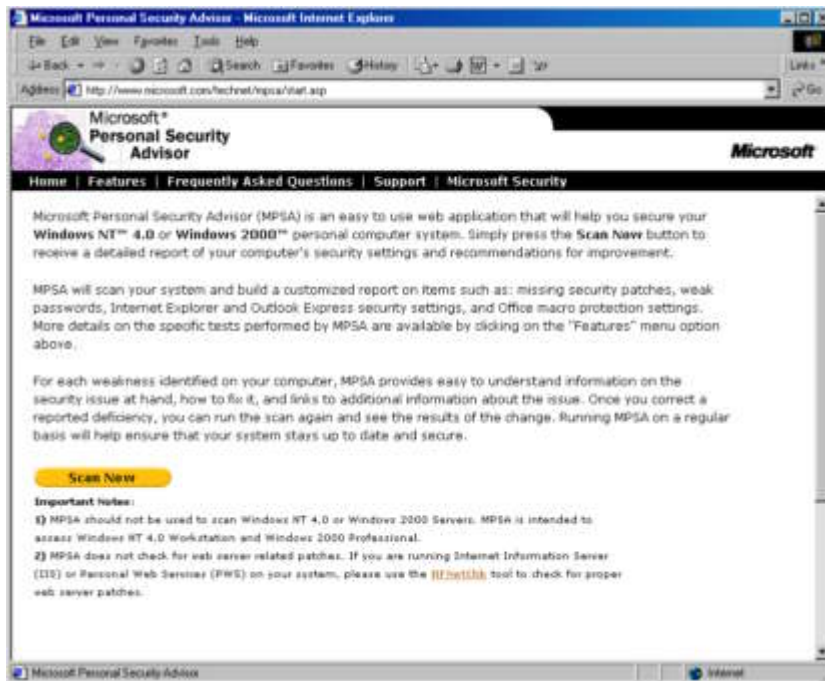 Microsoft Personal Security Advisor - Microsoft Internet Explorer
File Edit View Favorites Tools Help
Back Search Favorites History
Links
Address http://www.microsoft.com/technet/mpsa/start.asp Go
Microsoft®
Personal Security
Advisor
Microsoft
Home | Features | Frequently Asked Questions | Support | Microsoft Security
Microsoft Personal Security Advisor (MPSA) is an easy to use web application that will help you secure your
Windows NT™ 4.0 or Windows 2000™ personal computer system. Simply press the Scan Now button to
receive a detailed report of your computer's security settings and recommendations for improvement.
MPSA will scan your system and build a customized report on items such as: missing security patches, weak
passwords, Internet Explorer and Outlook Express security settings, and Office macro protection settings.
More details on the specific tests performed by MPSA are available by clicking on the "Features" menu option
above.
For each weakness identified on your computer, MPSA provides easy to understand information on the
security issue at hand, how to fix it, and links to additional information about the issue. Once you correct a
reported deficiency, you can run the scan again and see the results of the change. Running MPSA on a regular
basis will help ensure that your system stays up to date and secure.
Scan Now
Important Notes:
1) MPSA should not be used to scan Windows NT 4.0 or Windows 2000 Servers. MPSA is intended to
assess Windows NT 4.0 Workstation and Windows 2000 Professional.
2) MPSA does not check for web server related patches. If you are running Internet Information Server
(IIS) or Personal Web Services (PWS) on your system, please use the HFNetChk tool to check for proper
web server patches.
Microsoft Personal Security Advisor Internet